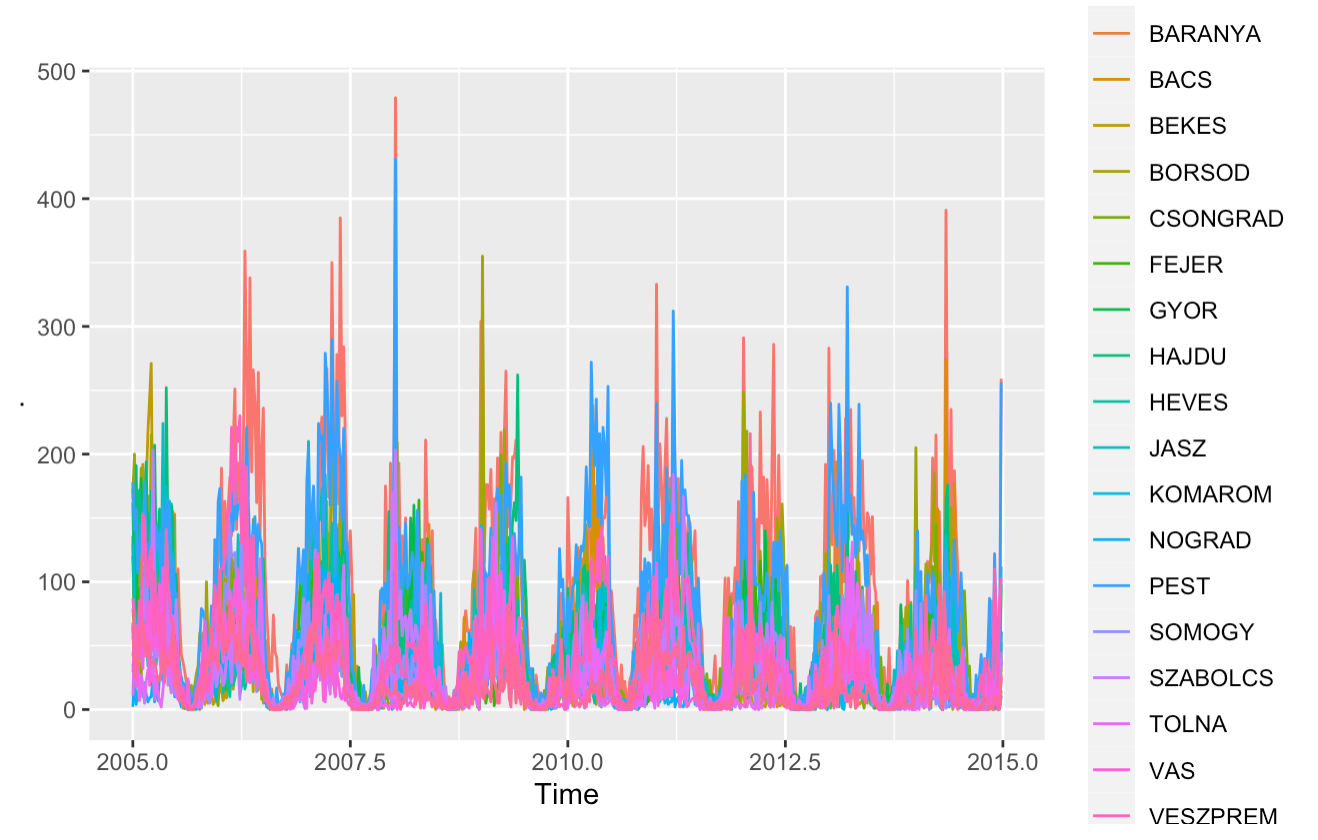 500
400
300
200
100
0
2005.0 2007.5 2010.0 2012.5 2015.0
Time
.
BARANYA
BACS
BEKES
BORSOD
CSONGRAD
FEJER
GYOR
HAJDU
HEVES
JASZ
KOMAROM
NOGRAD
PEST
SOMOGY
SZABOLCS
TOLNA
VAS
VESZPREM